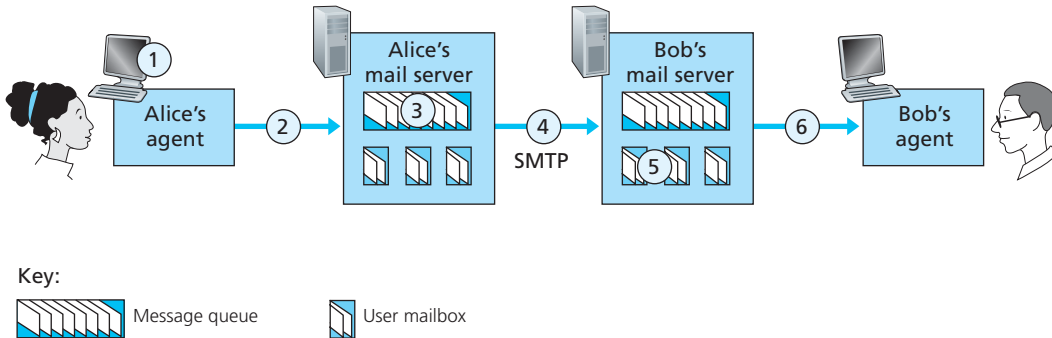 1
Alice's
agent
2
Alice's
mail server
3
4
SMTP
Bob's
mail server
5
6
Bob's
agent
Key:
Message queue
User mailbox